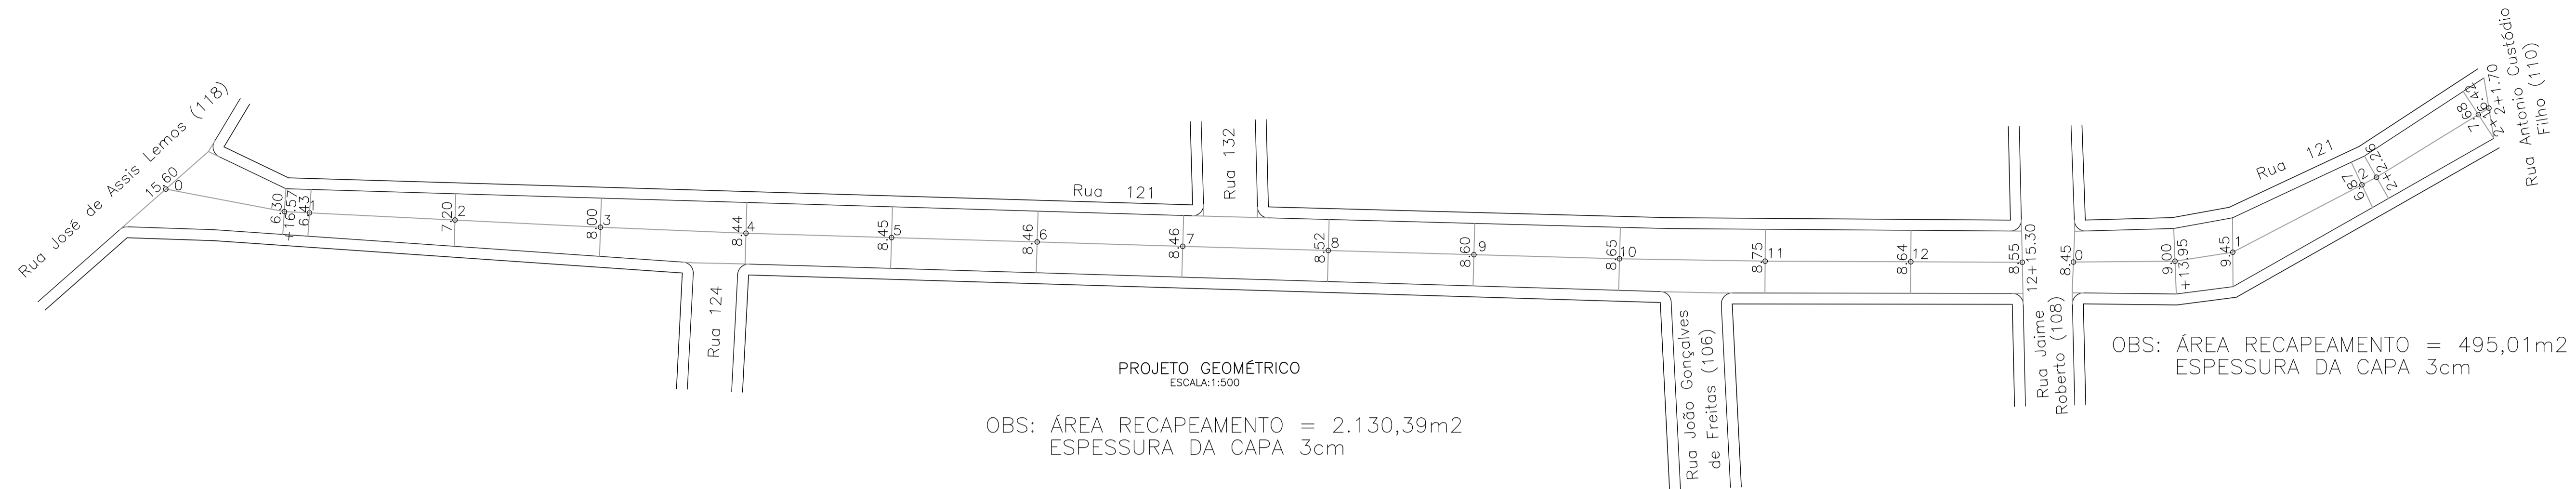 Rua José de Assis Lemos (118)
15.60
0
6.30
+16.57
6.43
1
7.20
2
8.00
3
Rua 124
8.44
4
8.45
5
8.46
6
Rua 121
8.46
7
Rua 132
8.52
8
8.60
9
8.65
10
Rua João Gonçalves
de Freitas (106)
8.75
11
8.64
12
8.55
12+15.30
Rua Jaime
Roberto (108)
8.45
0
9.00
+13.95
9.45
1
Rua 121
6.87
2
2+2.26
7.68
6.42
2+1.70
Rua Antonio Custódio
Filho (110)
PROJETO GEOMÉTRICO
ESCALA:1:500
OBS: ÁREA RECAPEAMENTO = 2.130,39m2
ESPESSURA DA CAPA 3cm
OBS: ÁREA RECAPEAMENTO = 495,01m2
ESPESSURA DA CAPA 3cm